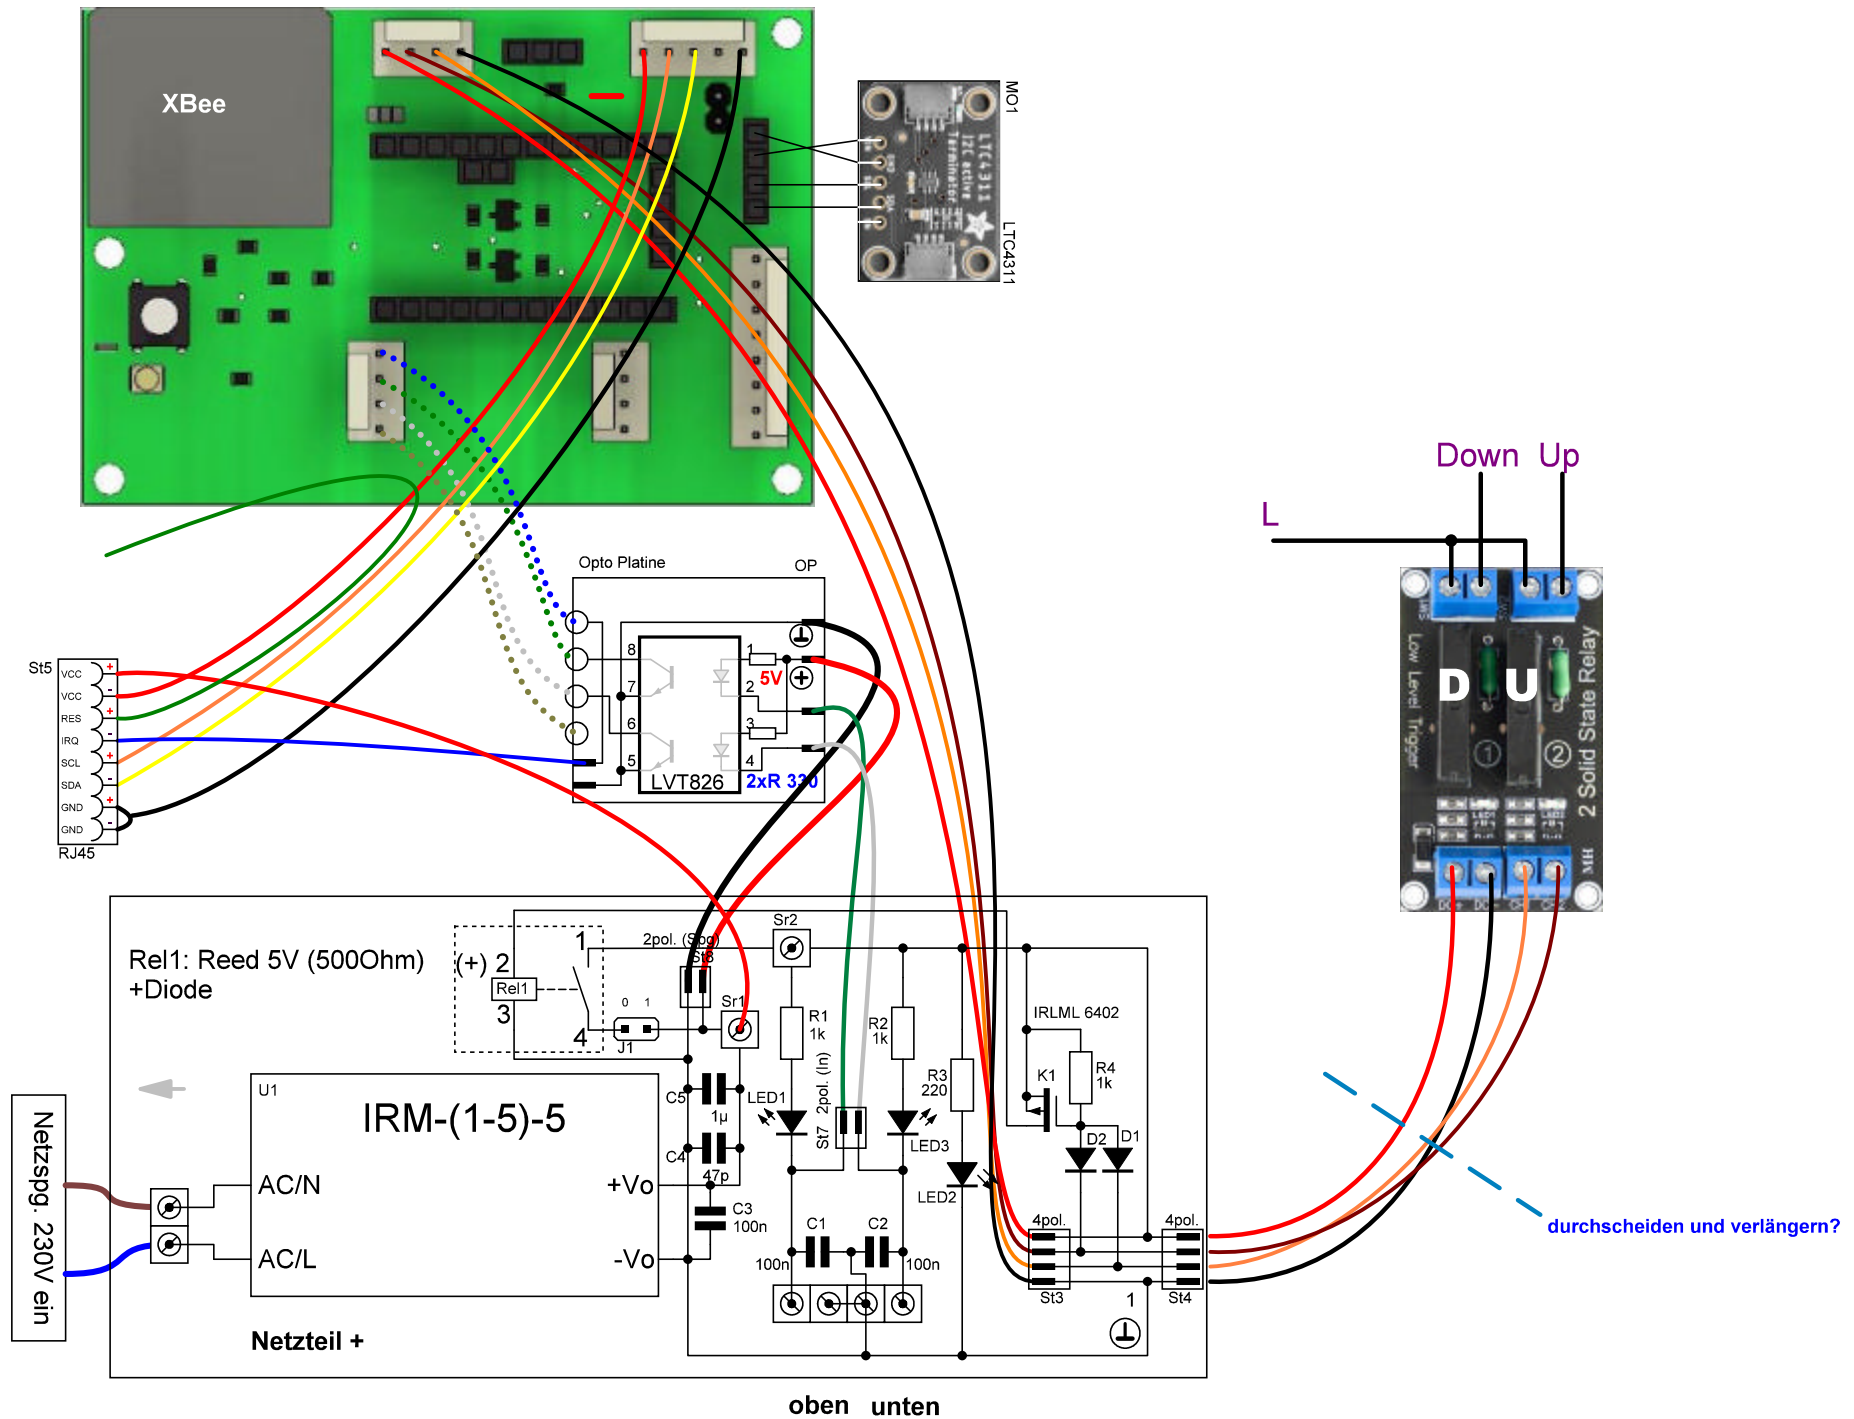 XBee
MO1
LTC4311
I2C active
Terminator
LTC4311
Down Up
L
Low Level Trigger
2 Solid State Relay
D U
1
2
MH
Opto Platine
OP
8
7
6
5
1
2
3
4
5V
LVT826
2xR 330
St5
VCC
VCC
RES
IRQ
SCL
SDA
GND
GND
+
-
+
-
+
-
+
-
RJ45
Rel1: Reed 5V (500Ohm)
+Diode
(+) 2
Rel1
3
1
4
0 1
J1
2pol. (Spg)
St8
Sr1
Sr2
R1
1k
R2
1k
R3
220
R4
1k
IRLML 6402
K1
D2
D1
LED1
LED3
LED2
St7 2pol. (In)
C5
1µ
C4
47p
C3
100n
C1
100n
C2
100n
U1
IRM-(1-5)-5
AC/N
AC/L
+Vo
-Vo
Netzspg. 230V ein
Netzteil +
4pol.
St3
4pol.
St4
1
durchscheiden und verlängern?
oben unten